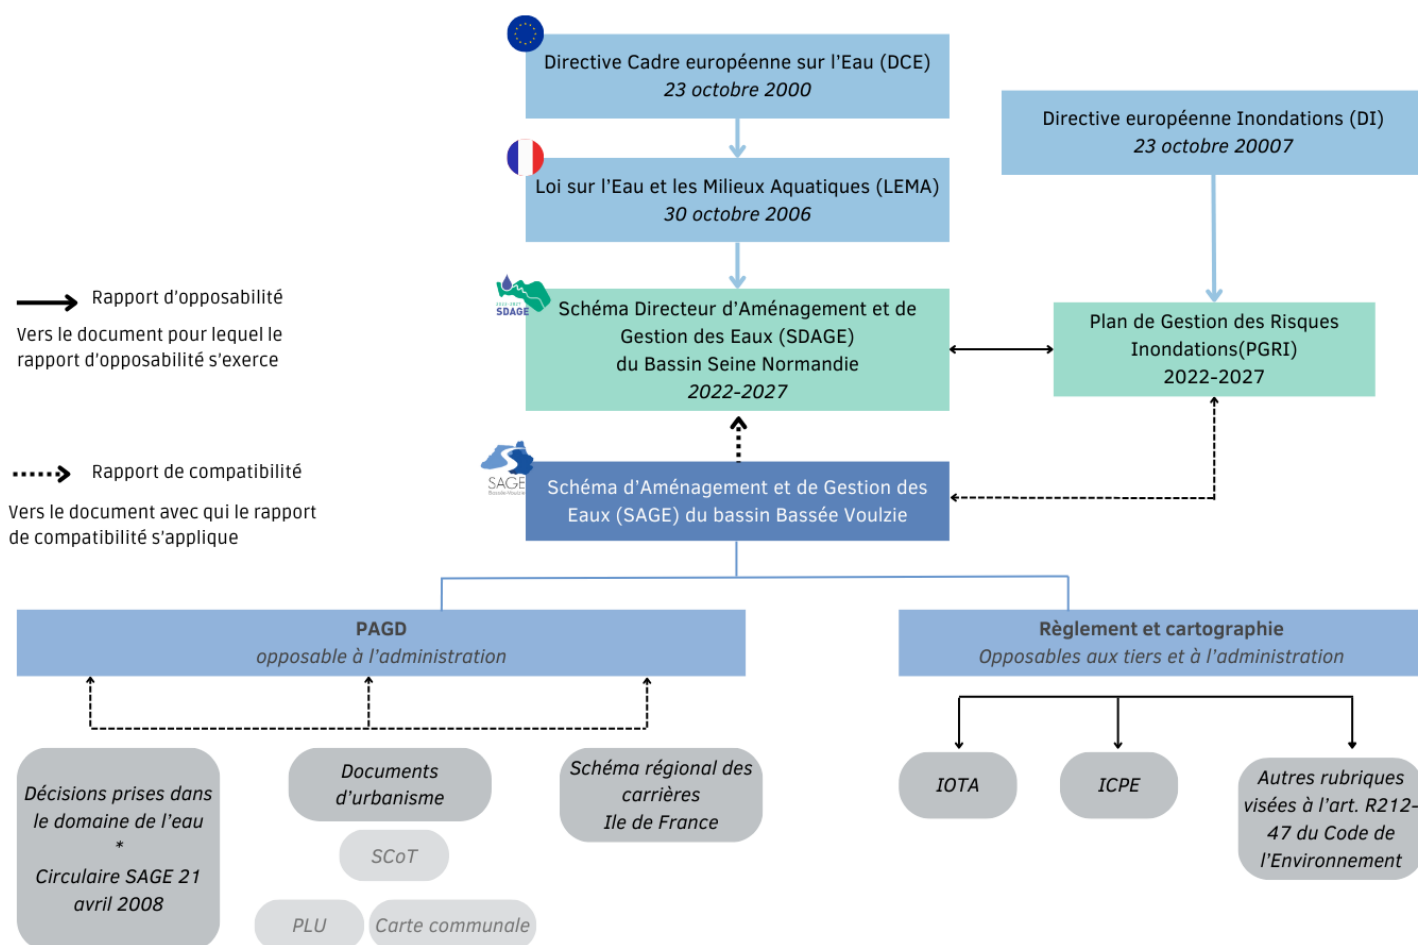 Directive Cadre européenne sur l'Eau (DCE)
23 octobre 2000
Directive européenne Inondations (DI)
23 octobre 20007
Loi sur l'Eau et les Milieux Aquatiques (LEMA)
30 octobre 2006
Rapport d'opposabilité
Vers le document pour lequel le
rapport d'opposabilité s'exerce
2022-2027
SDAGE
Schéma Directeur d'Aménagement et de
Gestion des Eaux (SDAGE)
du Bassin Seine Normandie
2022-2027
Plan de Gestion des Risques
Inondations(PGRI)
2022-2027
Rapport de compatibilité
Vers le document avec qui le rapport
de compatibilité s'applique
SAGE
Bassée-Voulzie
Schéma d'Aménagement et de Gestion des
Eaux (SAGE) du bassin Bassée Voulzie
PAGD
opposable à l'administration
Règlement et cartographie
Opposables aux tiers et à l'administration
Décisions prises dans
le domaine de l'eau
*
Circulaire SAGE 21
avril 2008
Documents
d'urbanisme
SCoT
PLU
Carte communale
Schéma régional des
carrières
Ile de France
IOTA
ICPE
Autres rubriques
visées à l'art. R212-
47 du Code de
l'Environnement